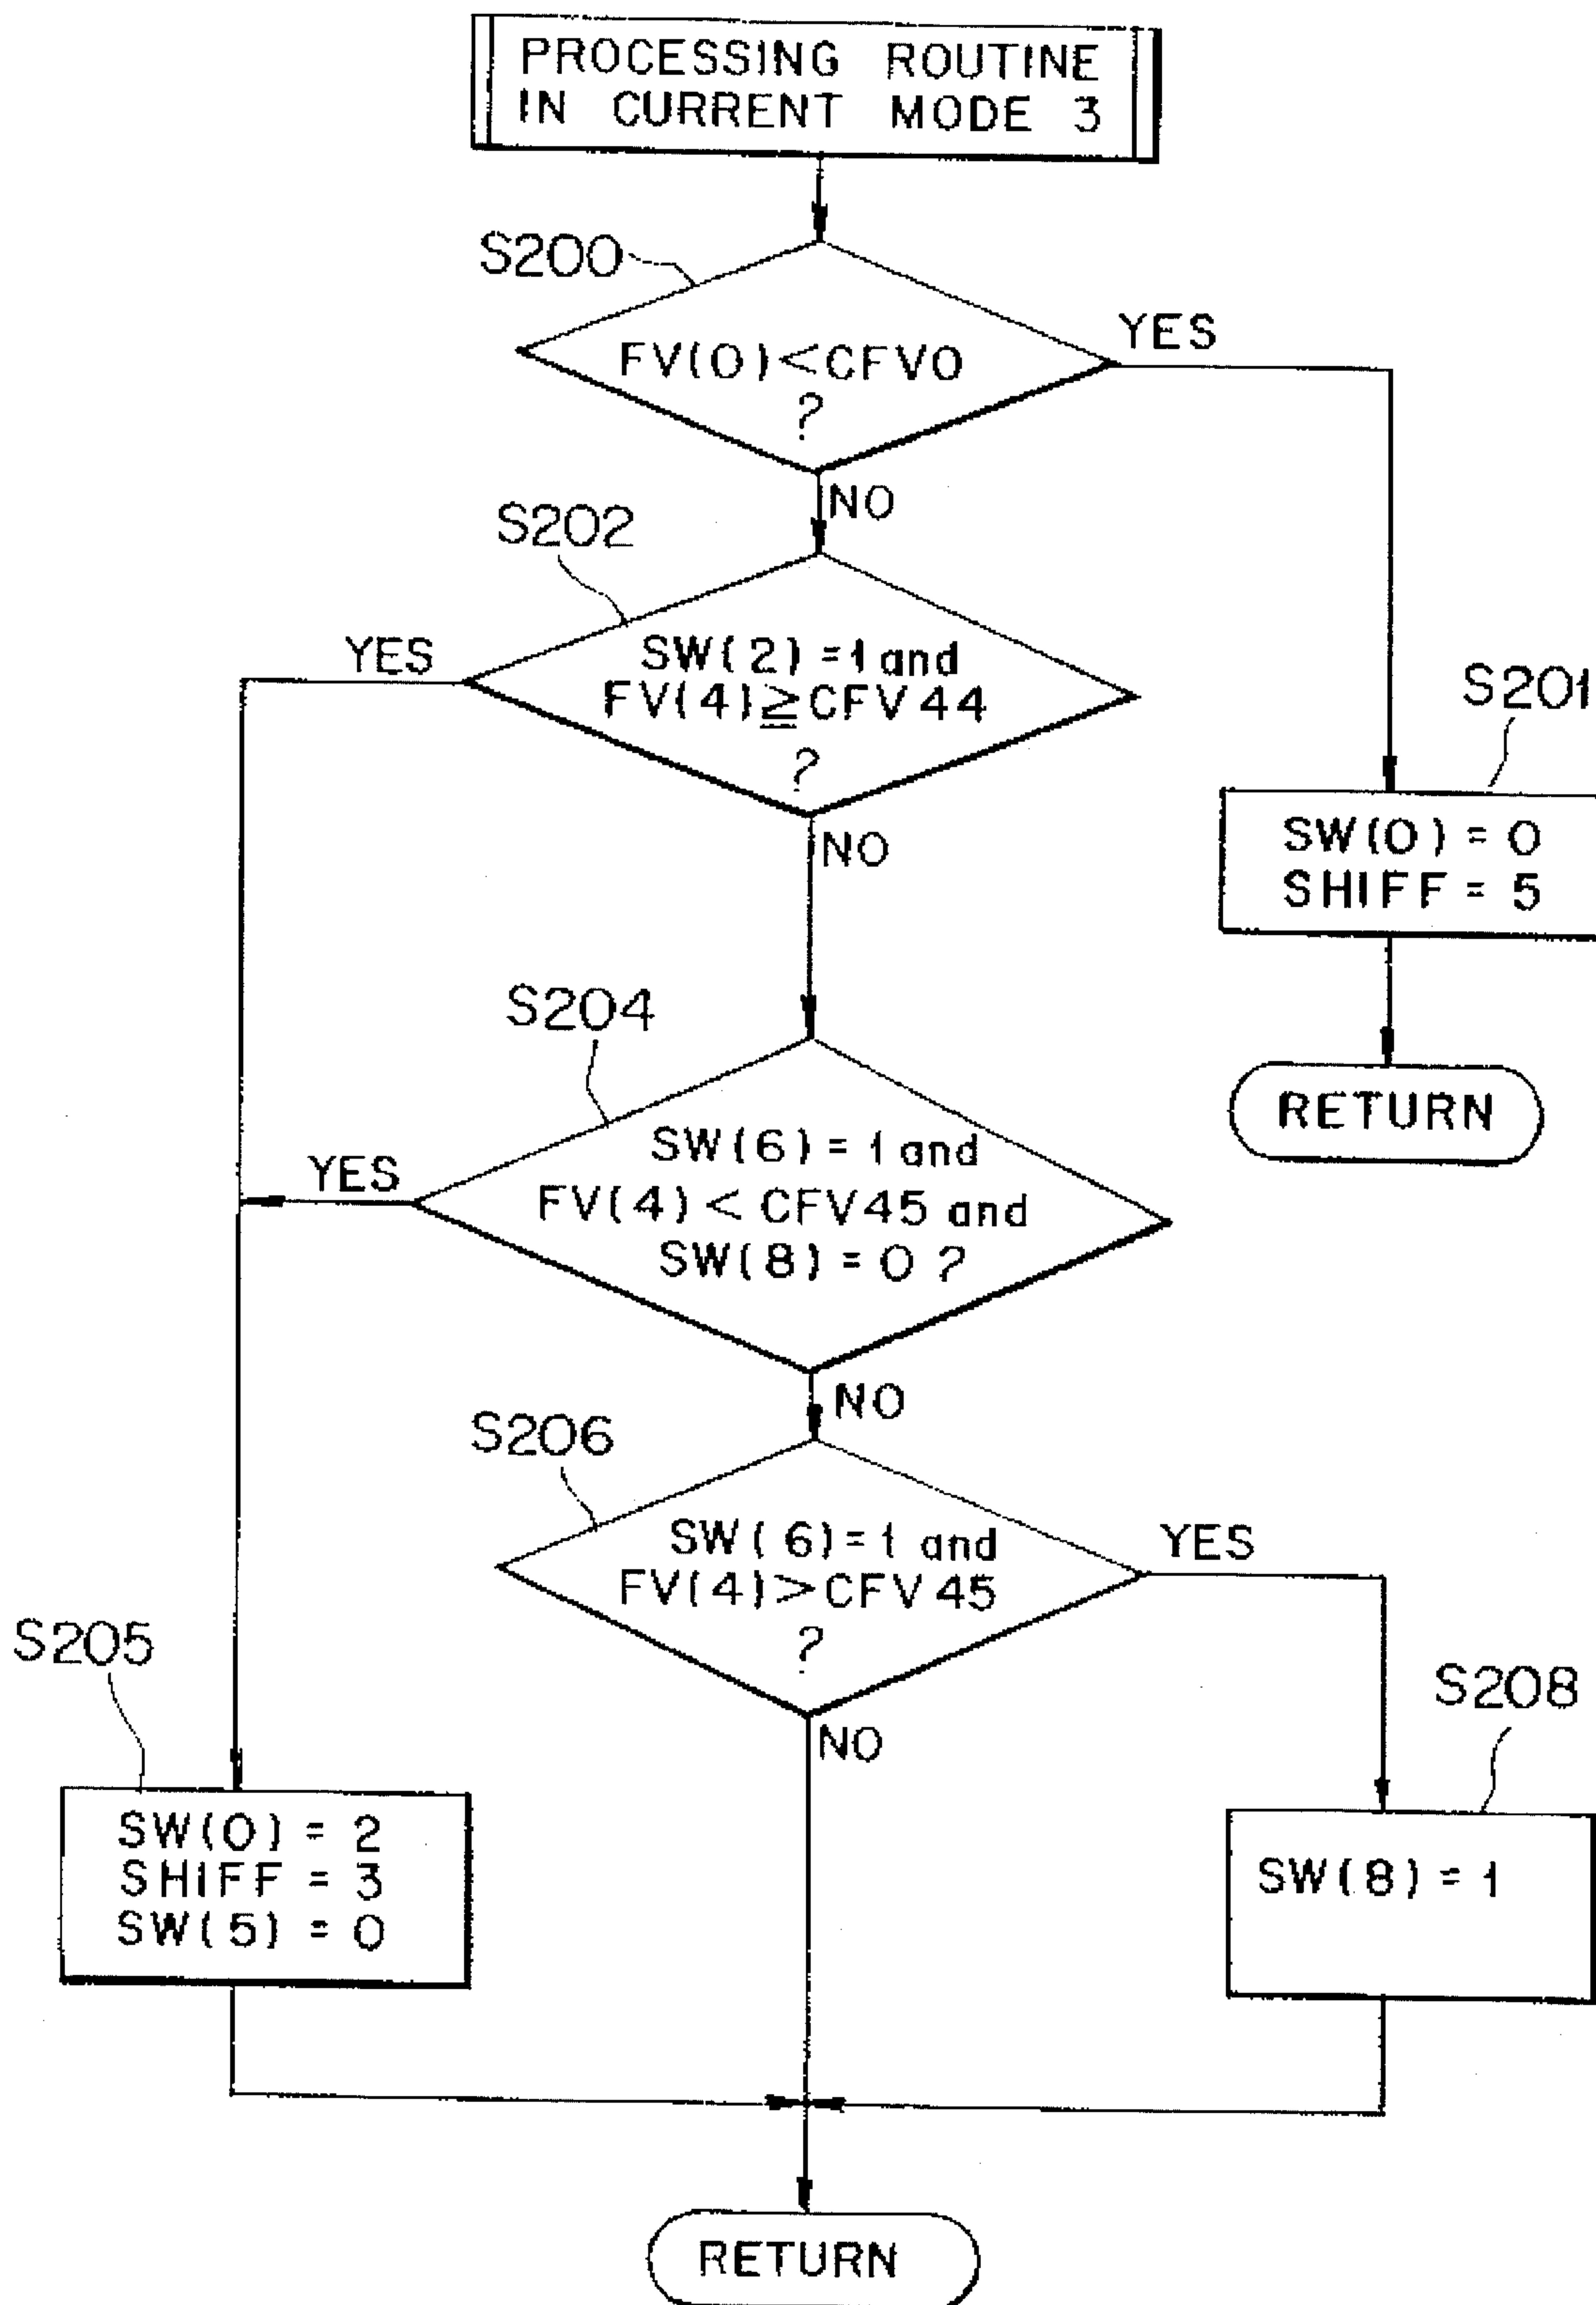 PROCESSING ROUTINE
IN CURRENT MODE 3
S200
FV(0)<CFV0
?
YES
NO
S202
SW(2)=1 and
FV(4)≧CFV44
?
YES
NO
S201
SW(0)=0
SHIFF=5
RETURN
S204
SW(6)=1 and
FV(4)<CFV45 and
SW(8)=0 ?
YES
NO
S206
SW(6)=1 and
FV(4)>CFV45
?
YES
NO
S205
SW(0)=2
SHIFF=3
SW(5)=0
S208
SW(8)=1
RETURN